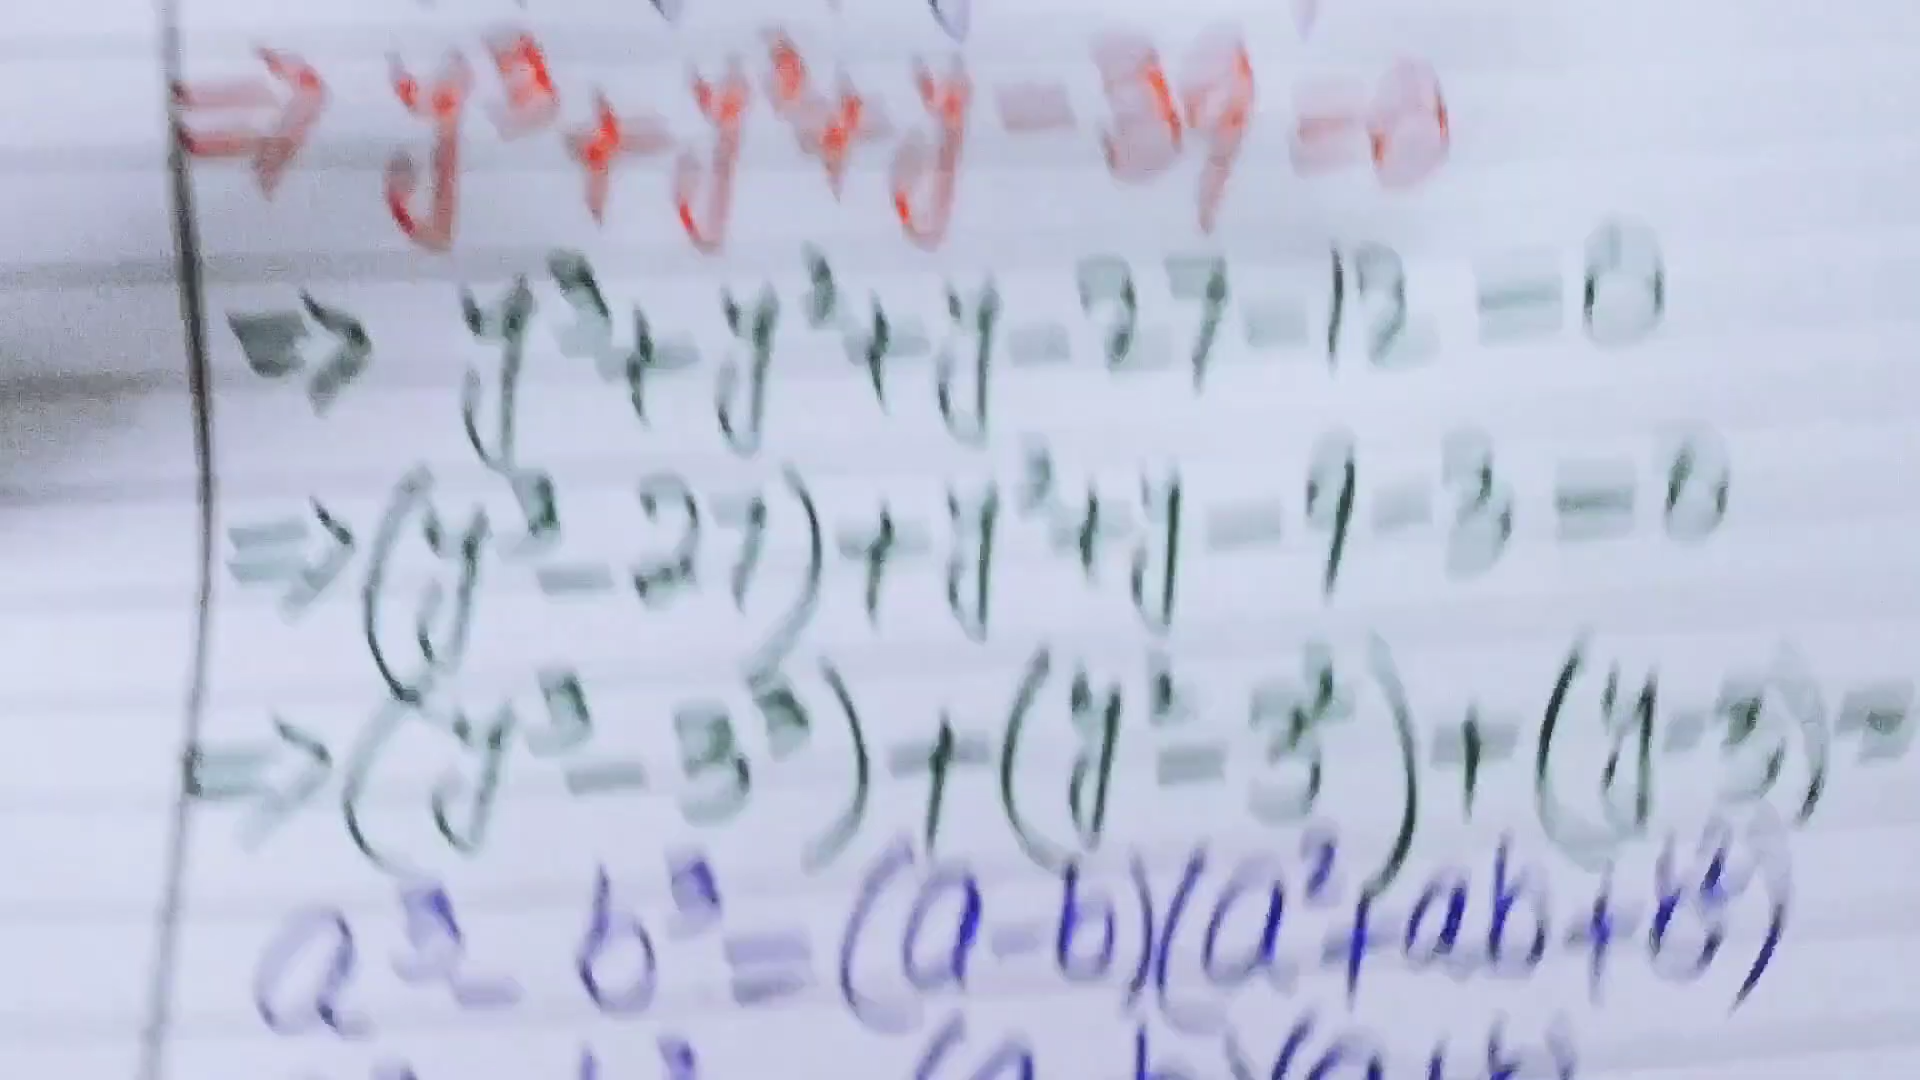 ⇒ y³+y²+y-39=0
⇒ y³+y²+y-27-12=0
⇒ (y³-27)+y²+y-9-3=0
⇒ (y³-3³)+(y²-3²)+(y-3)=
a³-b³=(a-b)(a²+ab+b²)